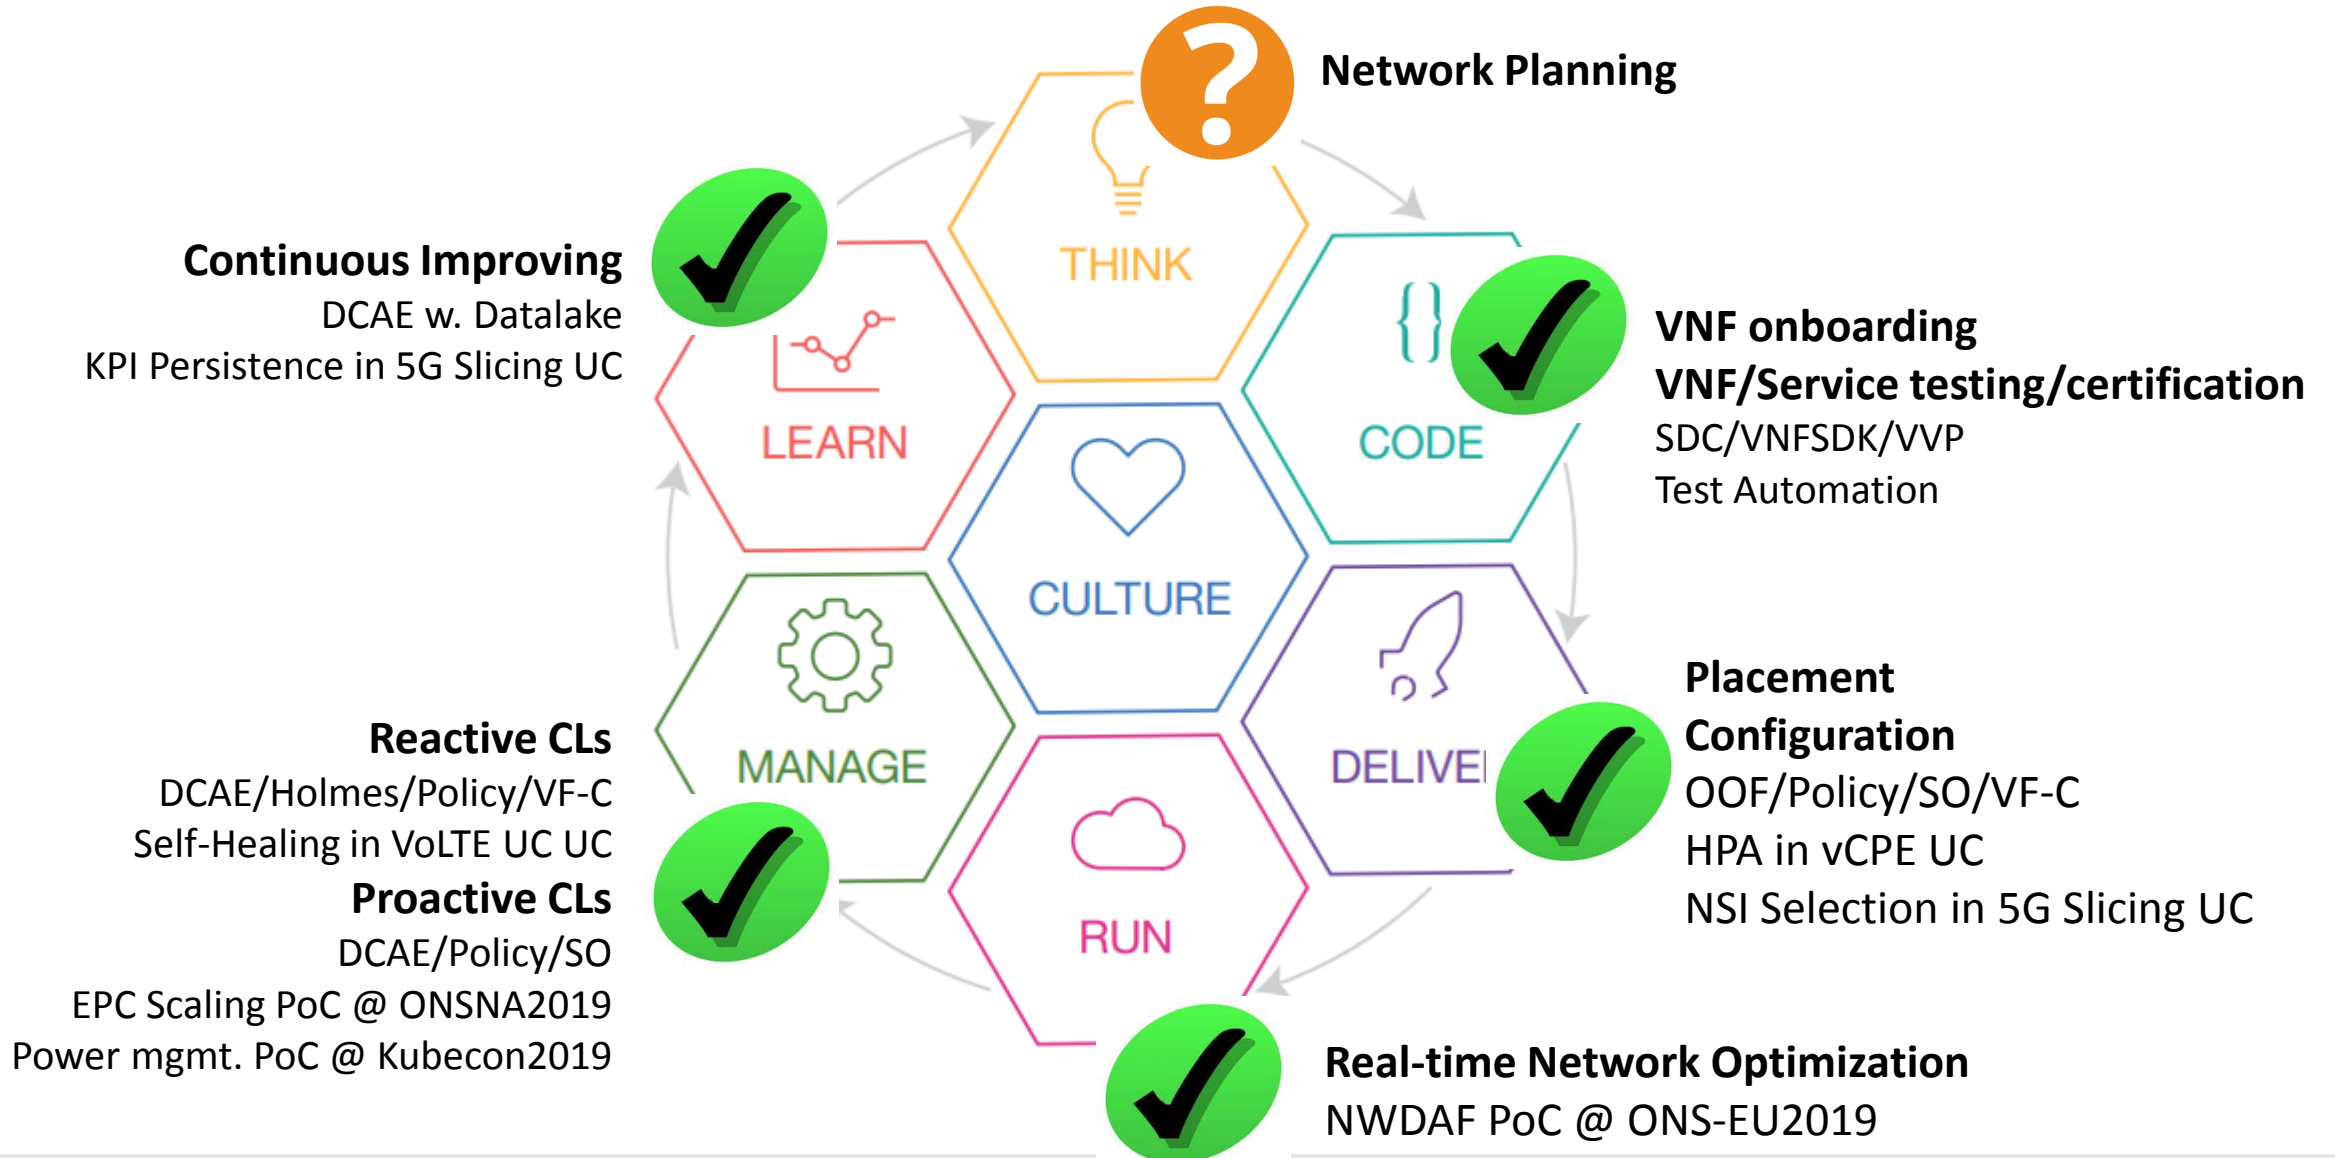 ?
Network Planning
THINK
Continuous Improving
DCAE w. Datalake
KPI Persistence in 5G Slicing UC
LEARN
{}
CODE
VNF onboarding
VNF/Service testing/certification
SDC/VNFSDK/VVP
Test Automation
CULTURE
Reactive CLs
DCAE/Holmes/Policy/VF-C
Self-Healing in VoLTE UC UC
Proactive CLs
DCAE/Policy/SO
EPC Scaling PoC @ ONSNA2019
Power mgmt. PoC @ Kubecon2019
MANAGE
DELIVE
Placement
Configuration
OOF/Policy/SO/VF-C
HPA in vCPE UC
NSI Selection in 5G Slicing UC
RUN
Real-time Network Optimization
NWDAF PoC @ ONS-EU2019